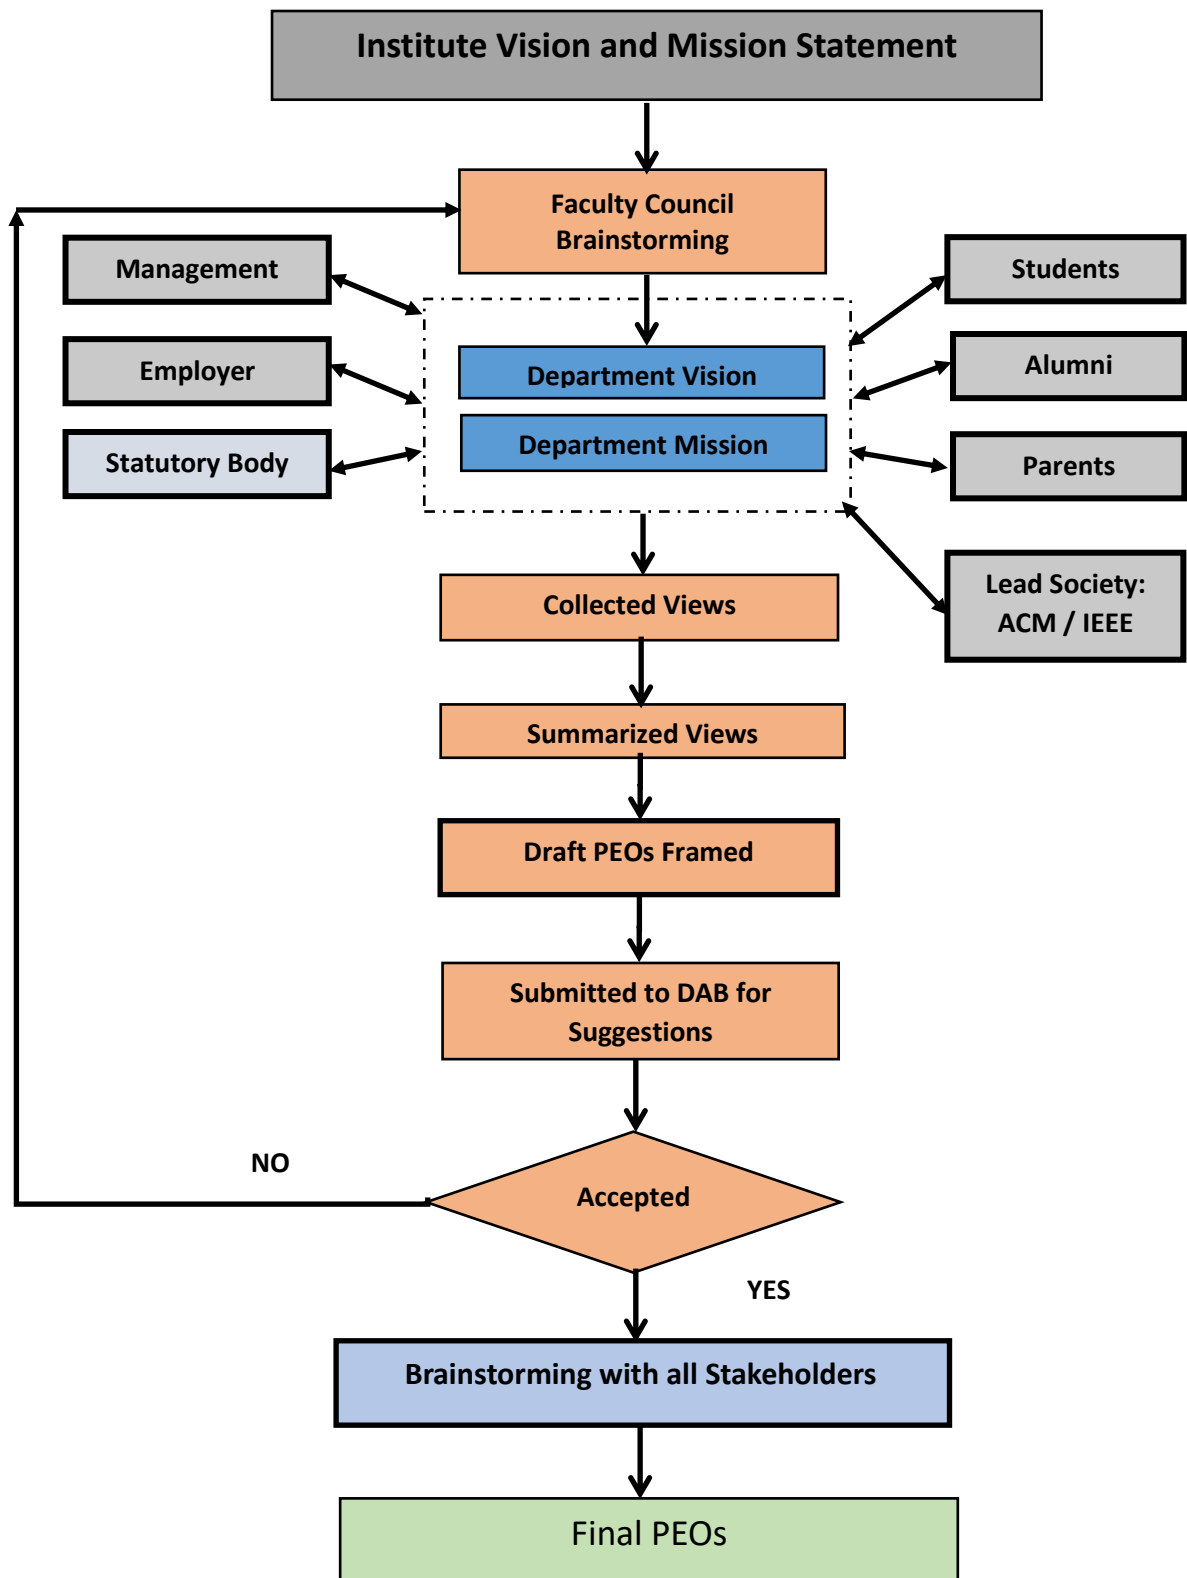 Institute Vision and Mission Statement
Faculty Council
Brainstorming
Management
Students
Employer
Department Vision
Alumni
Statutory Body
Department Mission
Parents
Collected Views
Lead Society:
ACM / IEEE
Summarized Views
Draft PEOs Framed
Submitted to DAB for
Suggestions
NO
Accepted
YES
Brainstorming with all Stakeholders
Final PEOs